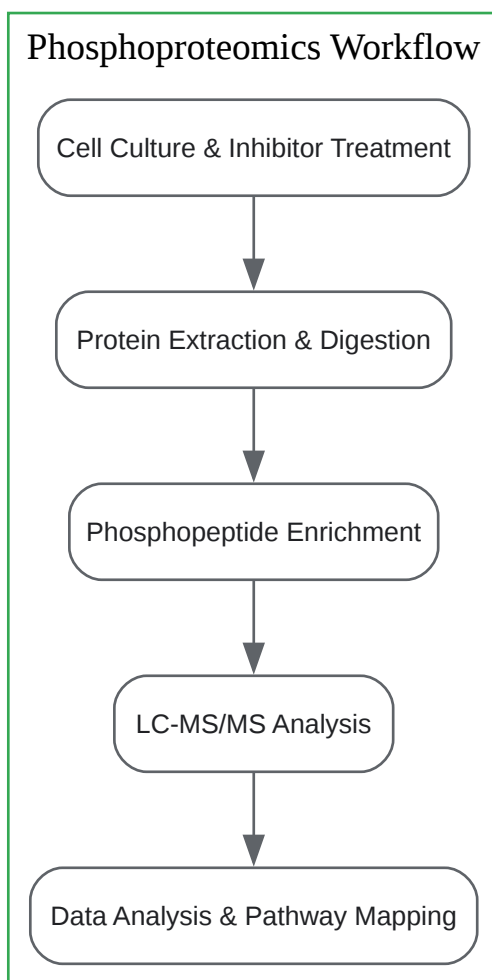 Phosphoproteomics Workflow
Cell Culture & Inhibitor Treatment
Protein Extraction & Digestion
Phosphopeptide Enrichment
LC-MS/MS Analysis
Data Analysis & Pathway Mapping